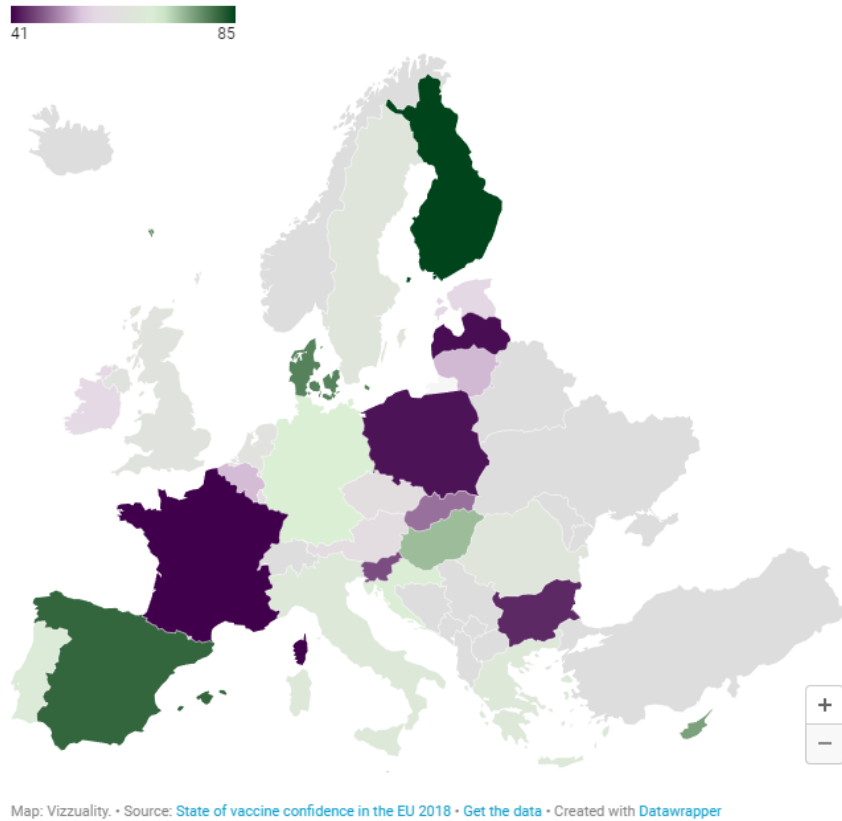 41 85
+
−
Map: Vizzuality. • Source: State of vaccine confidence in the EU 2018 • Get the data • Created with Datawrapper